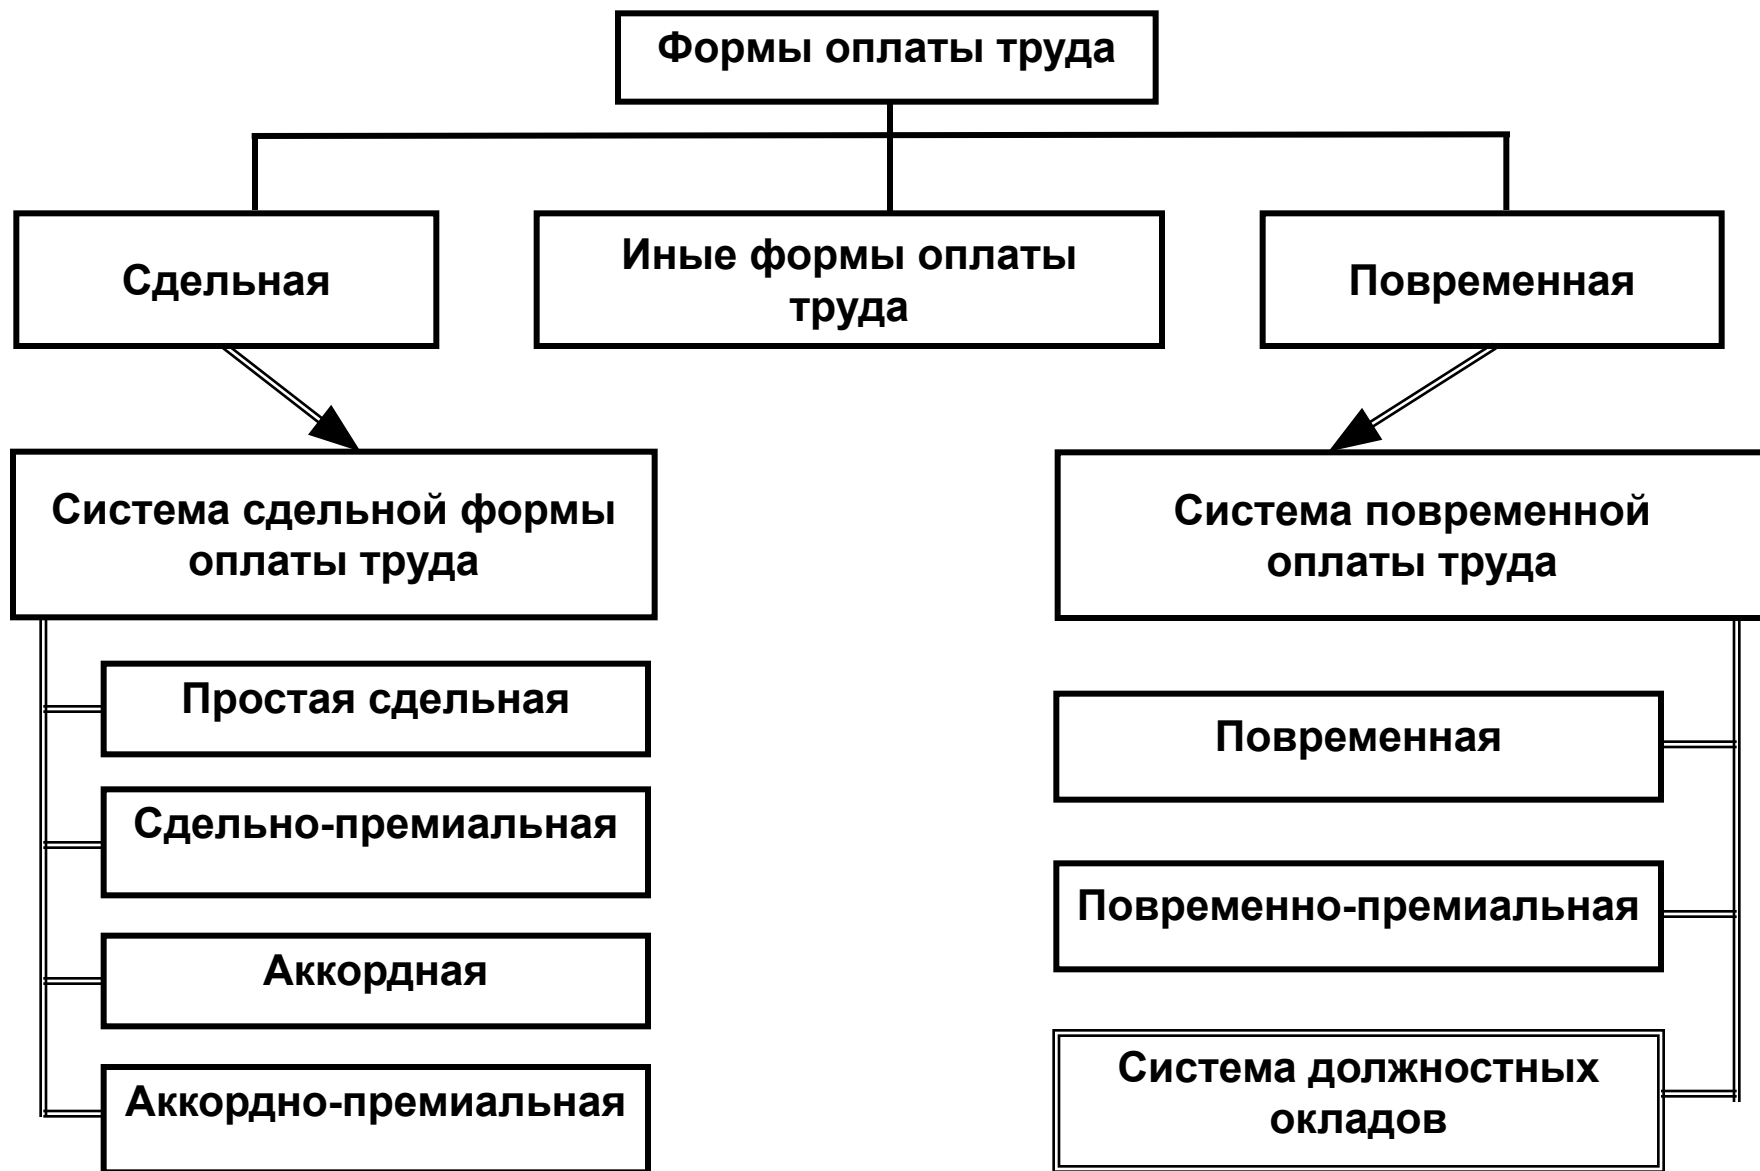 Формы оплаты труда
Сдельная
Иные формы оплаты
труда
Повременная
Система сдельной формы
оплаты труда
Система повременной
оплаты труда
Простая сдельная
Сдельно-премиальная
Аккордная
Аккордно-премиальная
Повременная
Повременно-премиальная
Система должностных
окладов